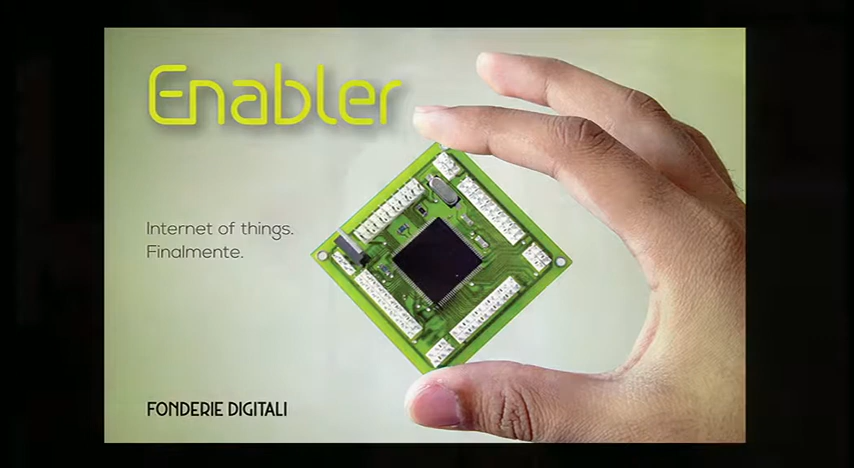 Enabler
Internet of things.
Finalmente.
FONDERIE DIGITALI